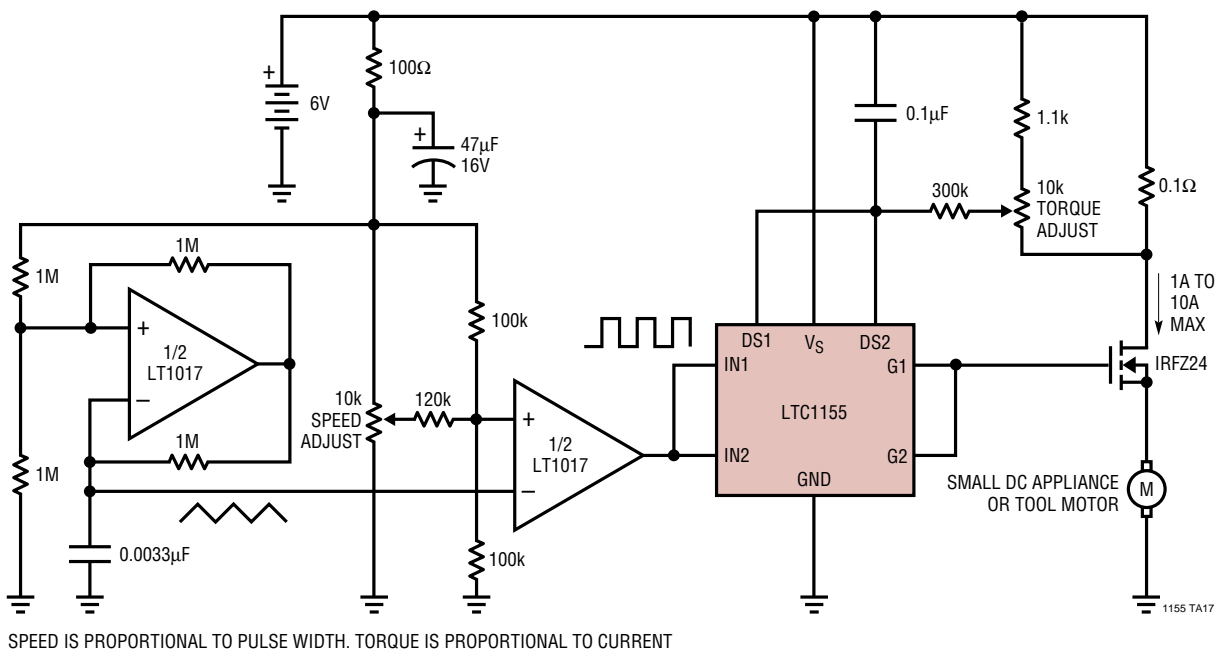 100Ω
+
6V
+
47µF
16V
0.1µF
1.1k
0.1Ω
300k
10k
TORQUE
ADJUST
1M
1M
1A TO
10A
MAX
100k
+
1/2
LT1017
–
DS1
VS
DS2
IN1
G1
IRFZ24
10k
SPEED
ADJUST
120k
LTC1155
+
1/2
LT1017
–
1M
1M
IN2
G2
GND
SMALL DC APPLIANCE
OR TOOL MOTOR
M
0.0033µF
100k
1155 TA17
SPEED IS PROPORTIONAL TO PULSE WIDTH. TORQUE IS PROPORTIONAL TO CURRENT